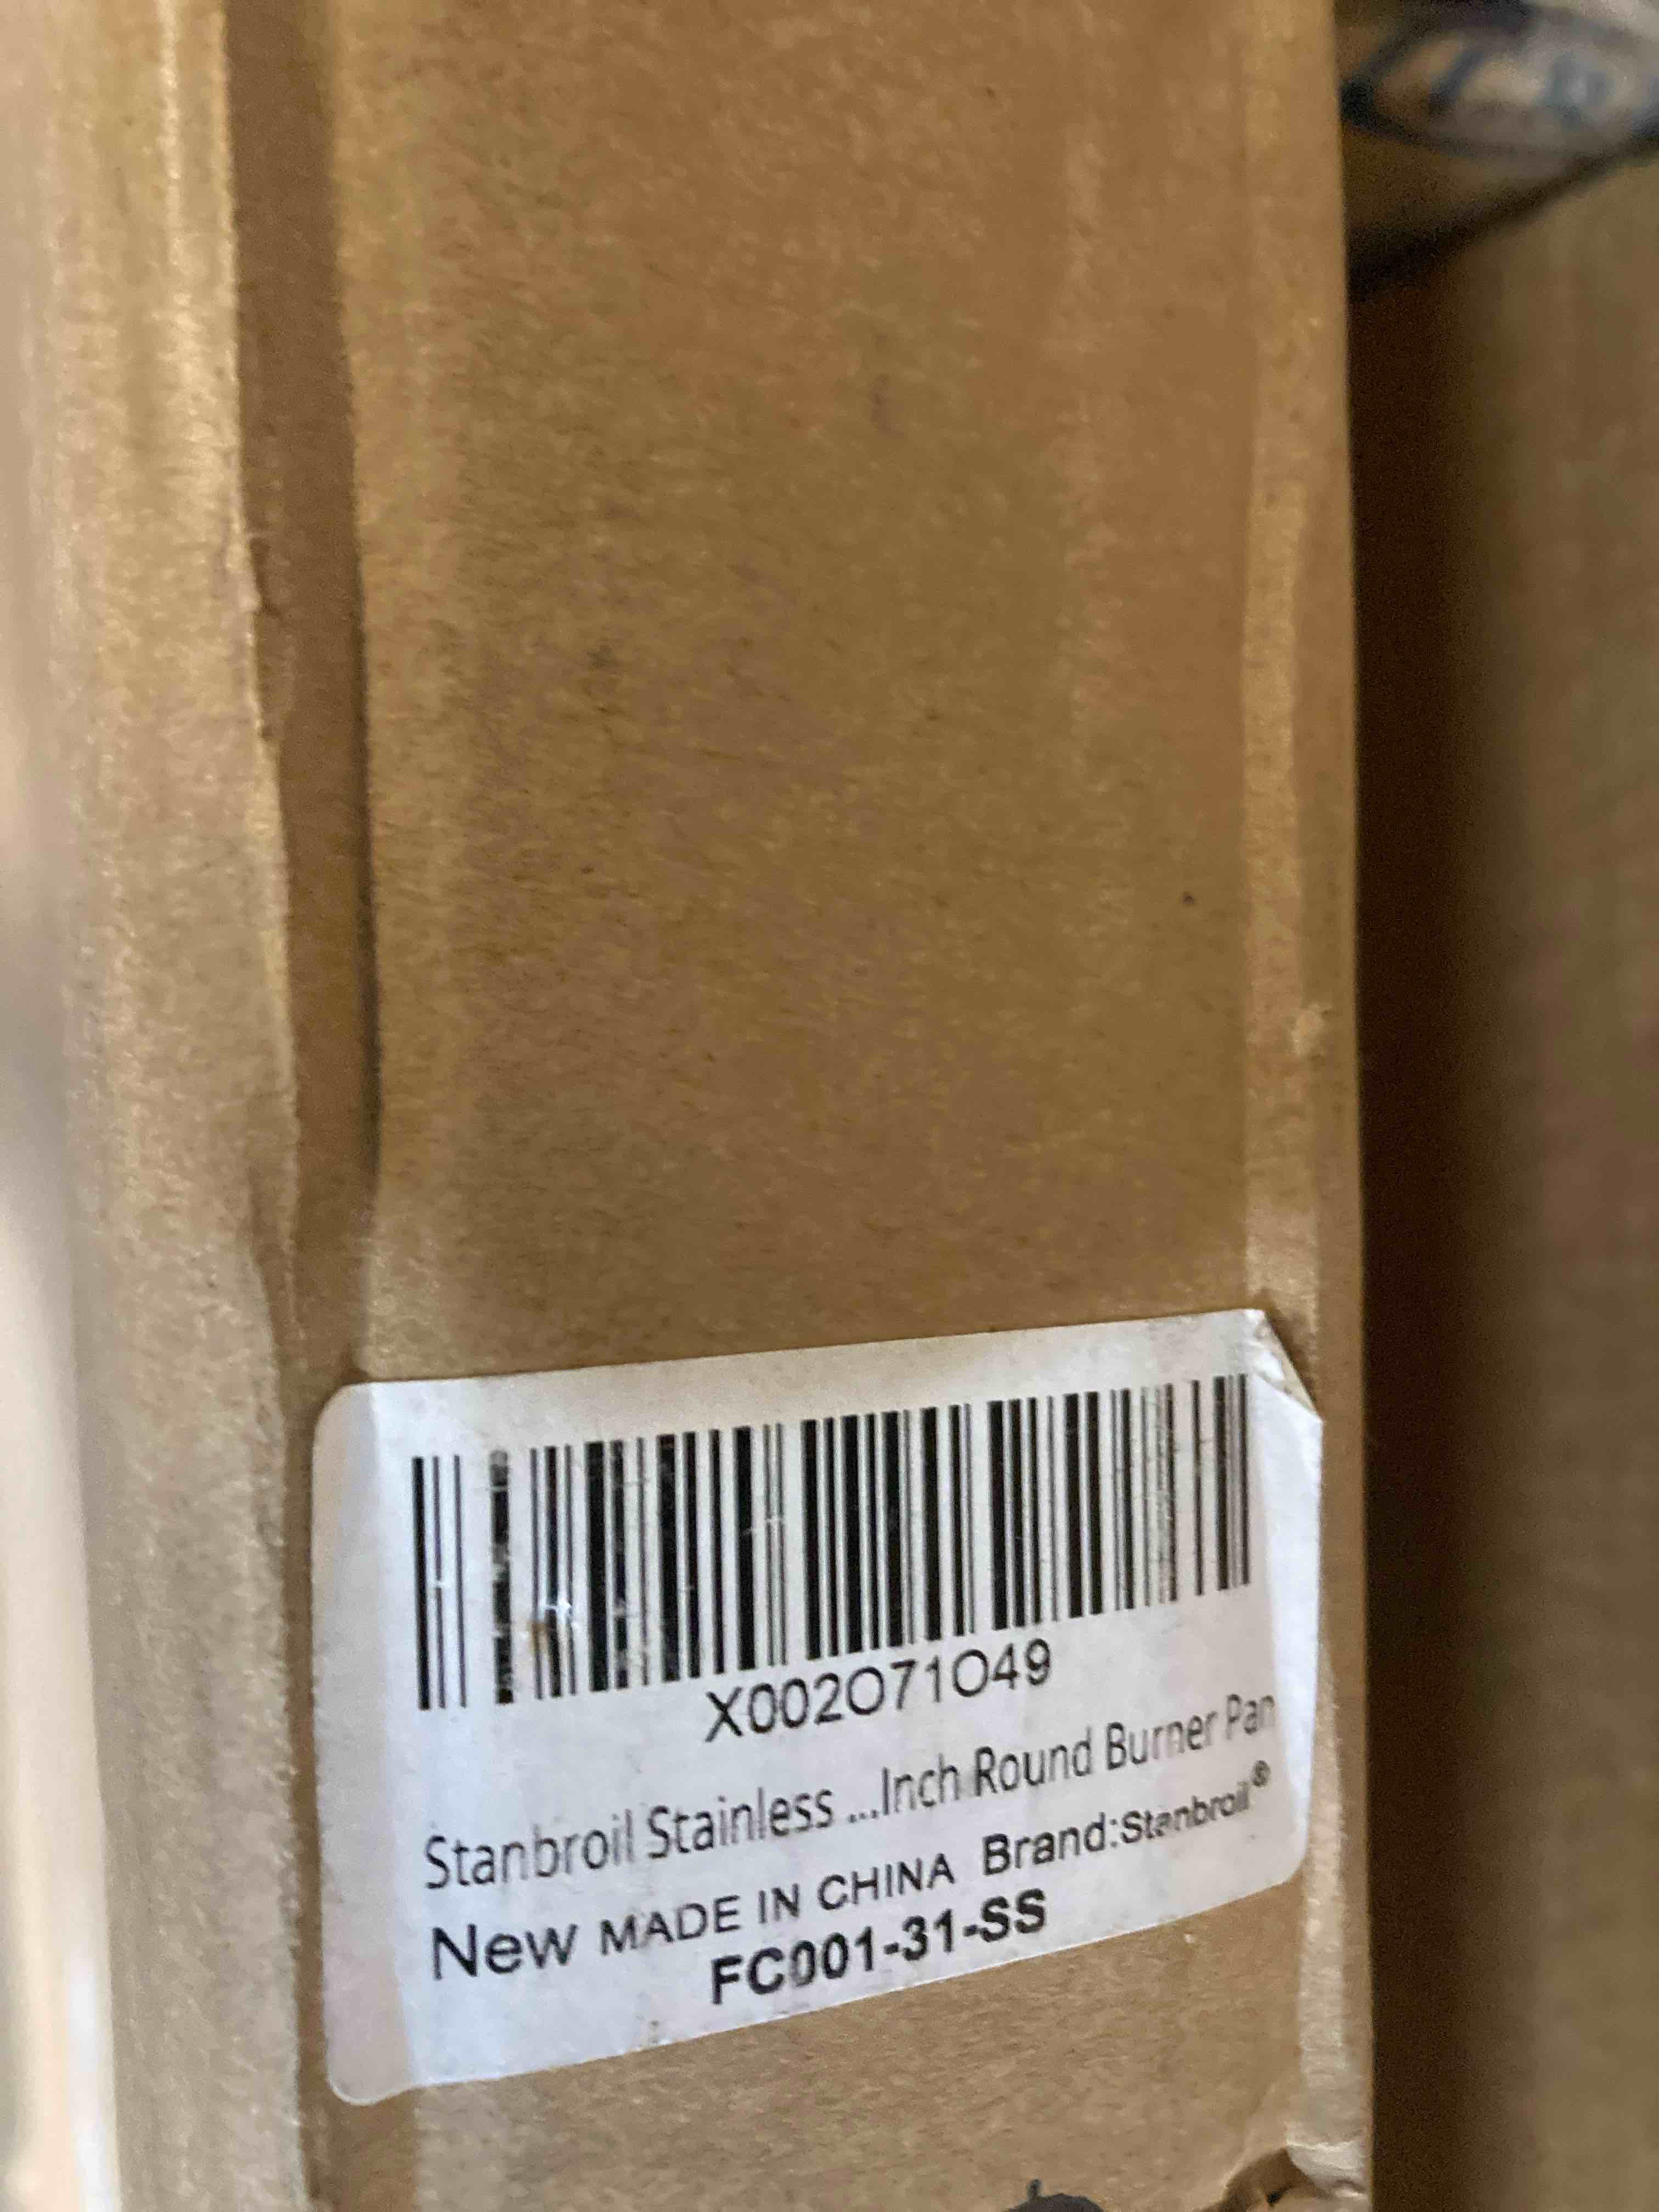 X002O71O49
Stanbroil Stainless ...Inch Round Burner Pan
New MADE IN CHINA Brand:Stanbroil®
FC001-31-SS